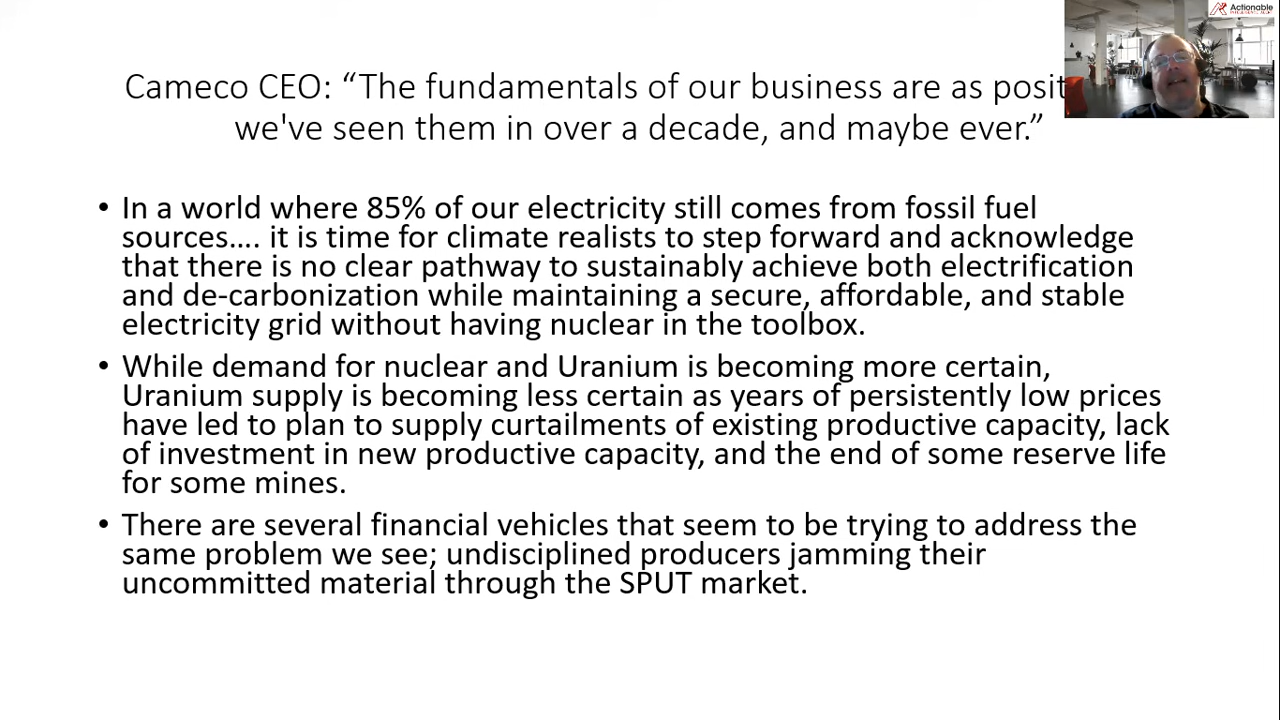 Actionable
Cameco CEO: “The fundamentals of our business are as posit
we've seen them in over a decade, and maybe ever.”
• In a world where 85% of our electricity still comes from fossil fuel
sources…. it is time for climate realists to step forward and acknowledge
that there is no clear pathway to sustainably achieve both electrification
and de-carbonization while maintaining a secure, affordable, and stable
electricity grid without having nuclear in the toolbox.
• While demand for nuclear and Uranium is becoming more certain,
Uranium supply is becoming less certain as years of persistently low prices
have led to plan to supply curtailments of existing productive capacity, lack
of investment in new productive capacity, and the end of some reserve life
for some mines.
• There are several financial vehicles that seem to be trying to address the
same problem we see; undisciplined producers jamming their
uncommitted material through the SPUT market.